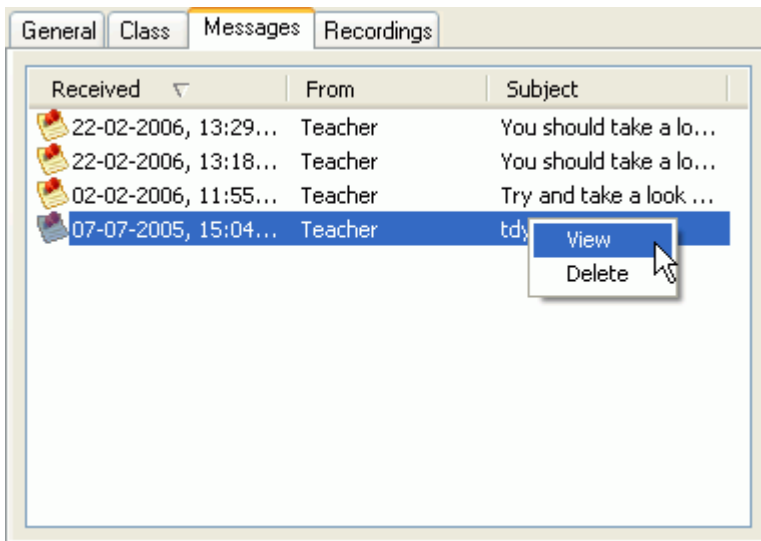 General Class Messages Recordings
Received From Subject
22-02-2006, 13:29... Teacher You should take a lo...
22-02-2006, 13:18... Teacher You should take a lo...
02-02-2006, 11:55... Teacher Try and take a look ...
07-07-2005, 15:04... Teacher tdy
View
Delete